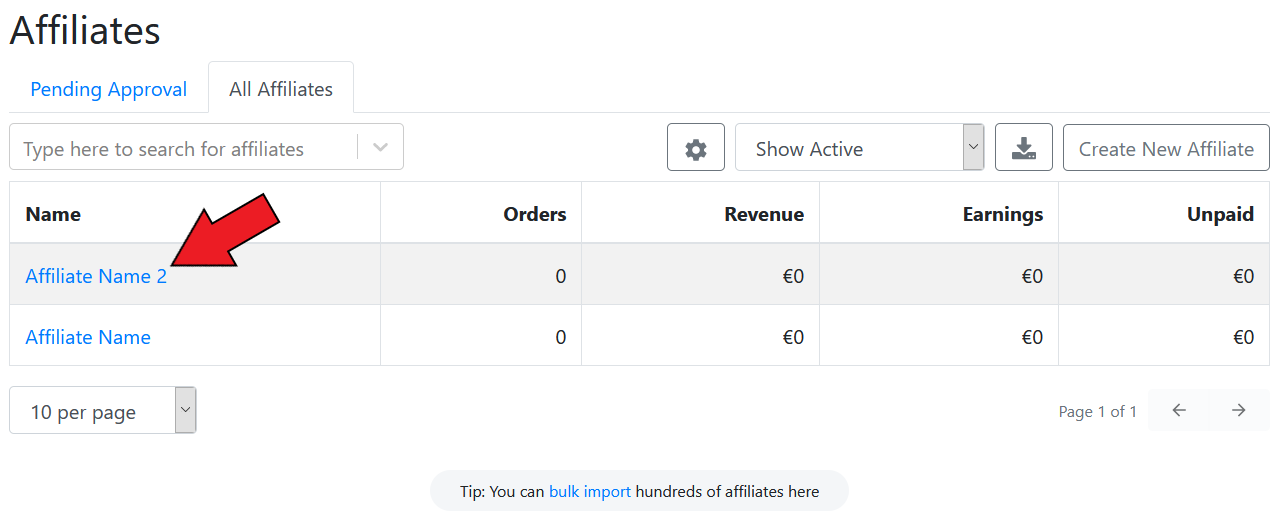 Affiliates
Pending Approval All Affiliates
Type here to search for affiliates Show Active Create New Affiliate
Name Orders Revenue Earnings Unpaid
Affiliate Name 2 0 €0 €0 €0
Affiliate Name 0 €0 €0 €0
10 per page Page 1 of 1
Tip: You can bulk import hundreds of affiliates here